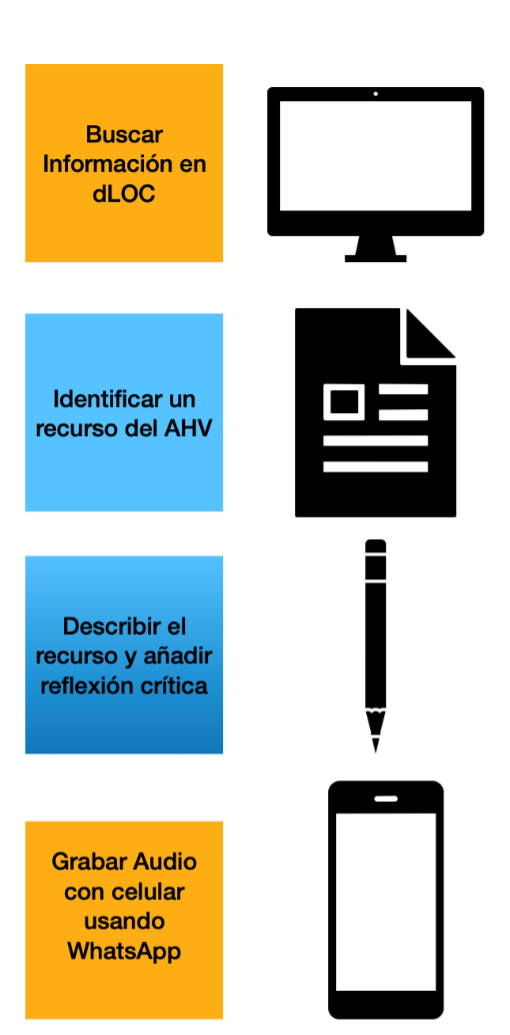 Buscar
Información en
dLOC
Identificar un
recurso del AHV
Describir el
recurso y añadir
reflexión crítica
Grabar Audio
con celular
usando
WhatsApp